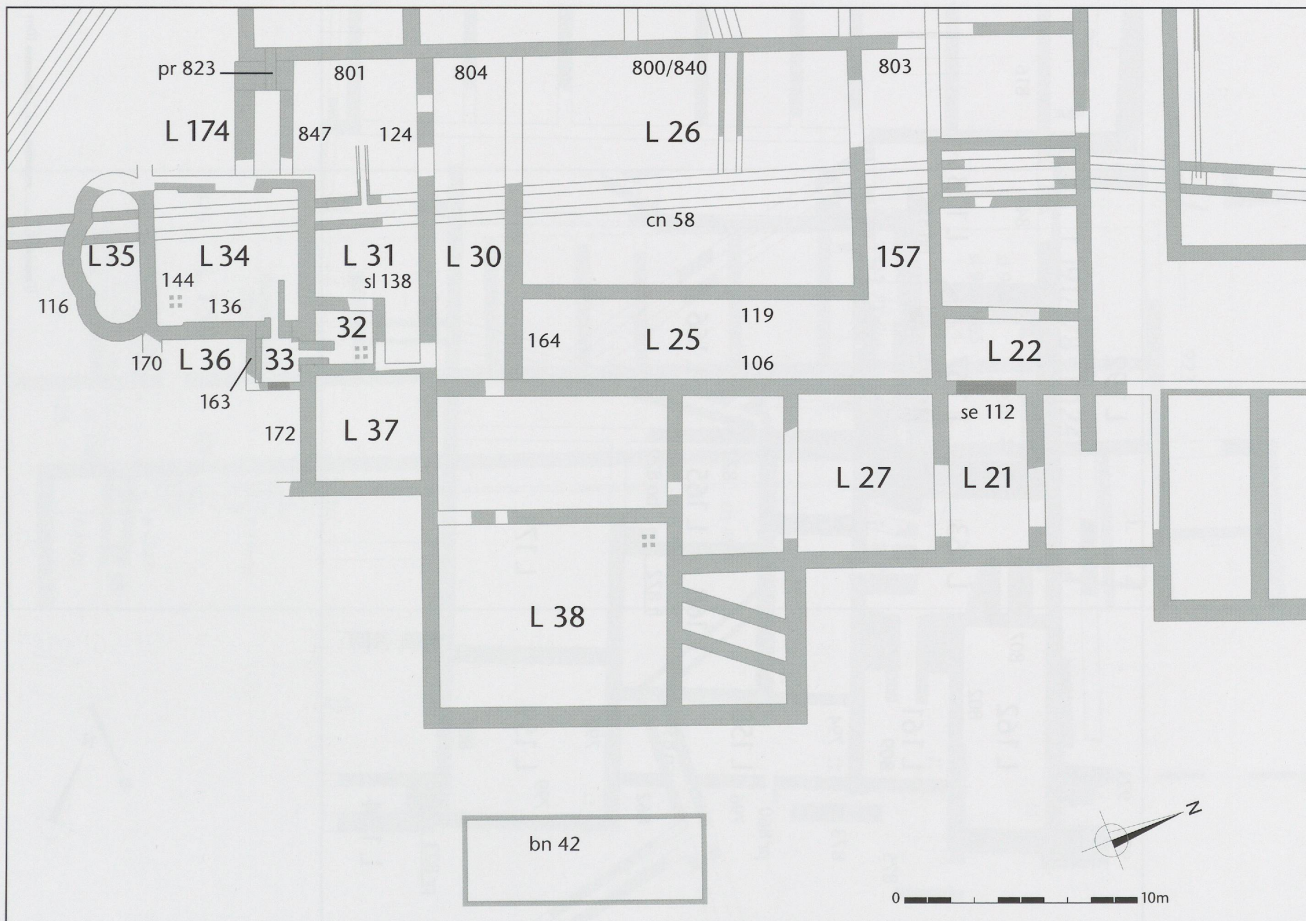 pr 823
801
804
800/840
803
L 174
847
124
L 26
cn 58
L 35
L 34
L 31
L 30
157
144
sl 138
116
136
32
119
164
L 25
106
L 22
170
L 36
33
163
se 112
172
L 37
L 27
L 21
L 38
bn 42
N
0
10m